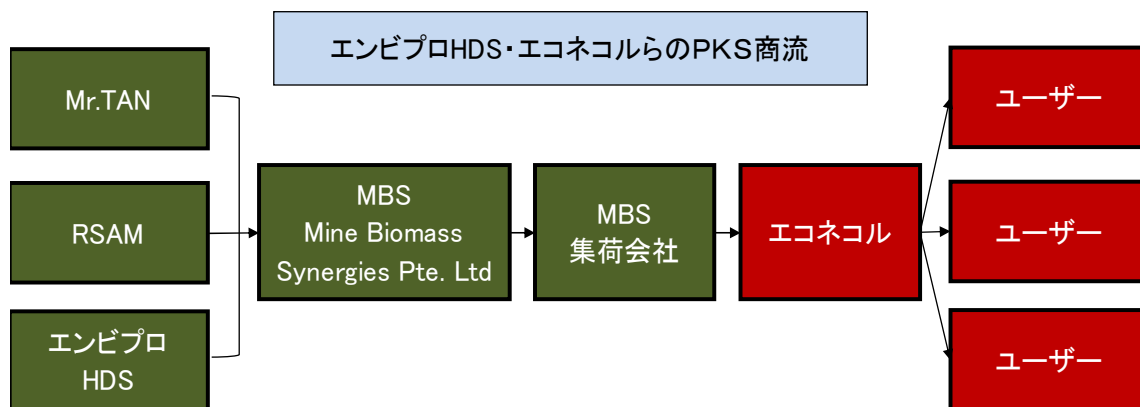 エンビプロHDS・エコネコルらのPKS商流
Mr.TAN
RSAM
エンビプロ
HDS
MBS
Mine Biomass
Synergies Pte. Ltd
MBS
集荷会社
エコネコル
ユーザー
ユーザー
ユーザー